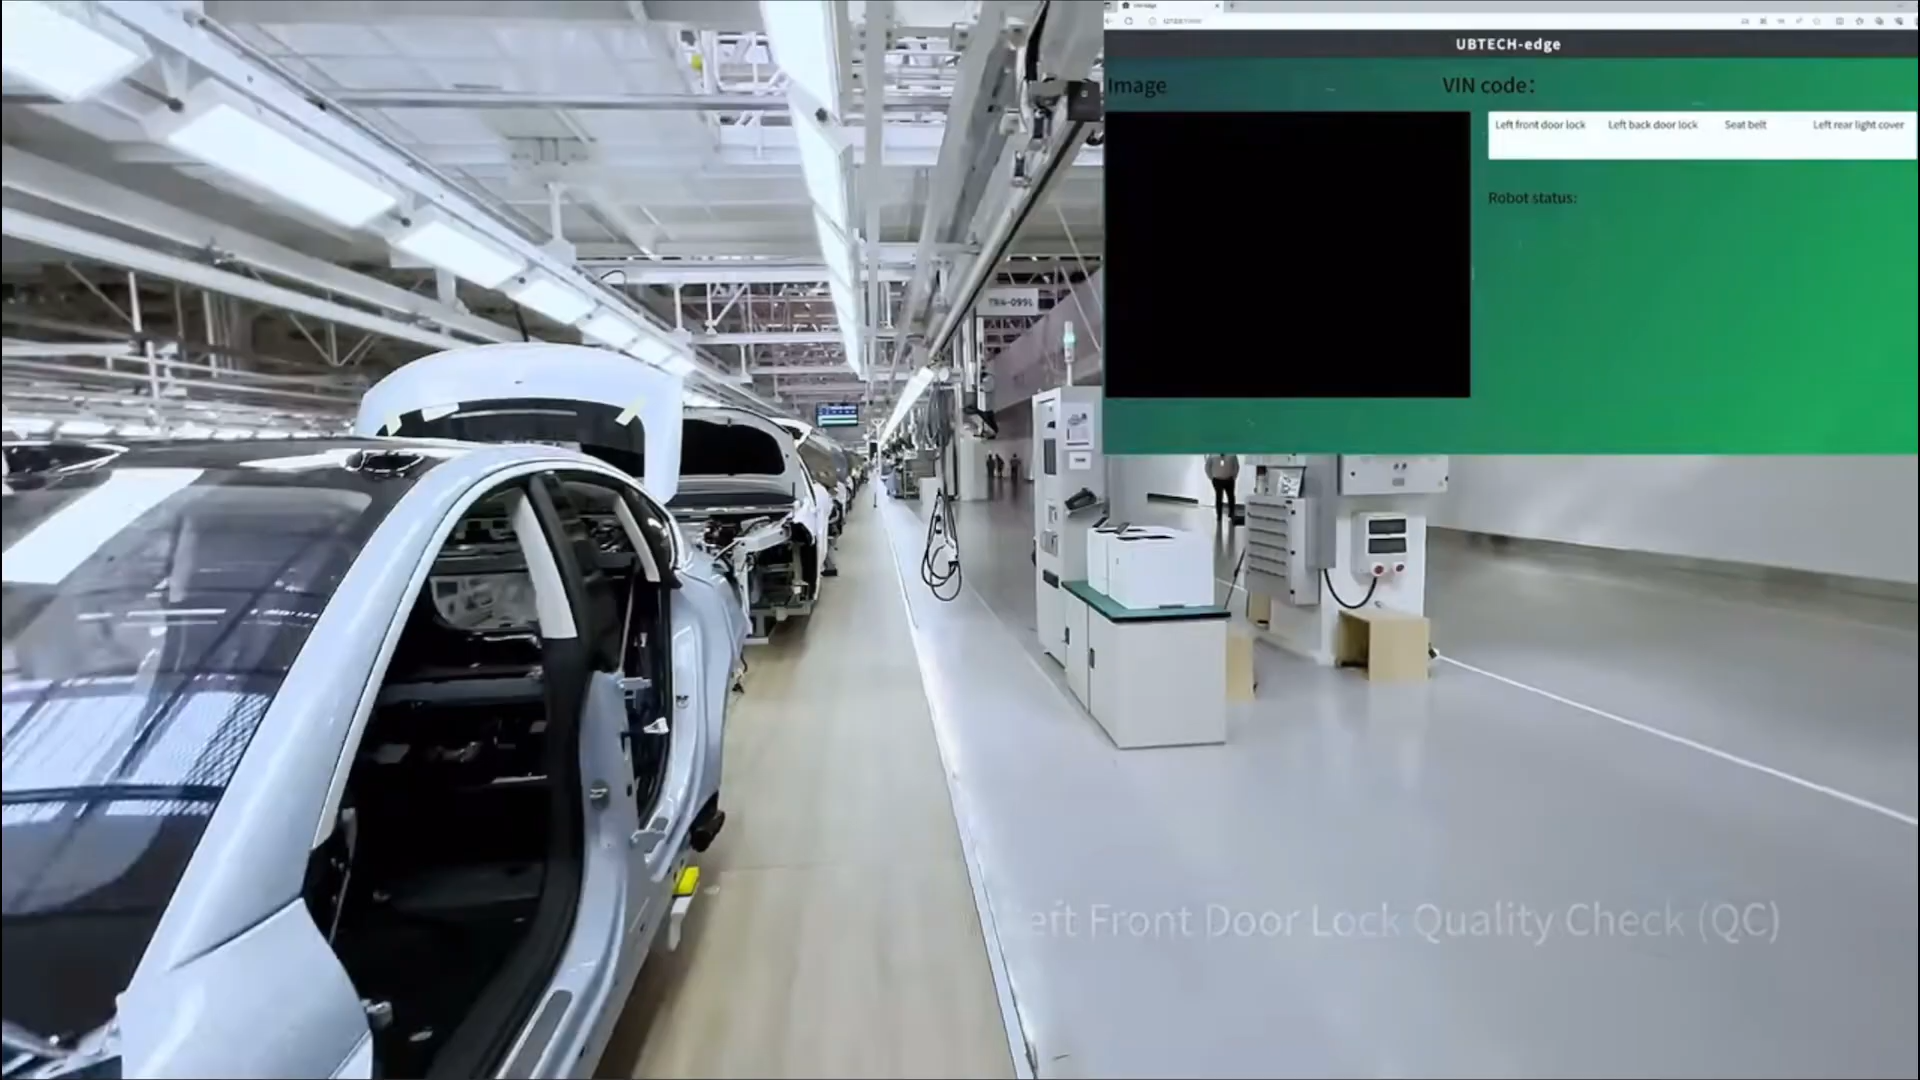 UBTECH-edge
Image
VIN code:
Left front door lock
Left back door lock
Seat belt
Left rear light cover
Robot status:
Left Front Door Lock Quality Check (QC)